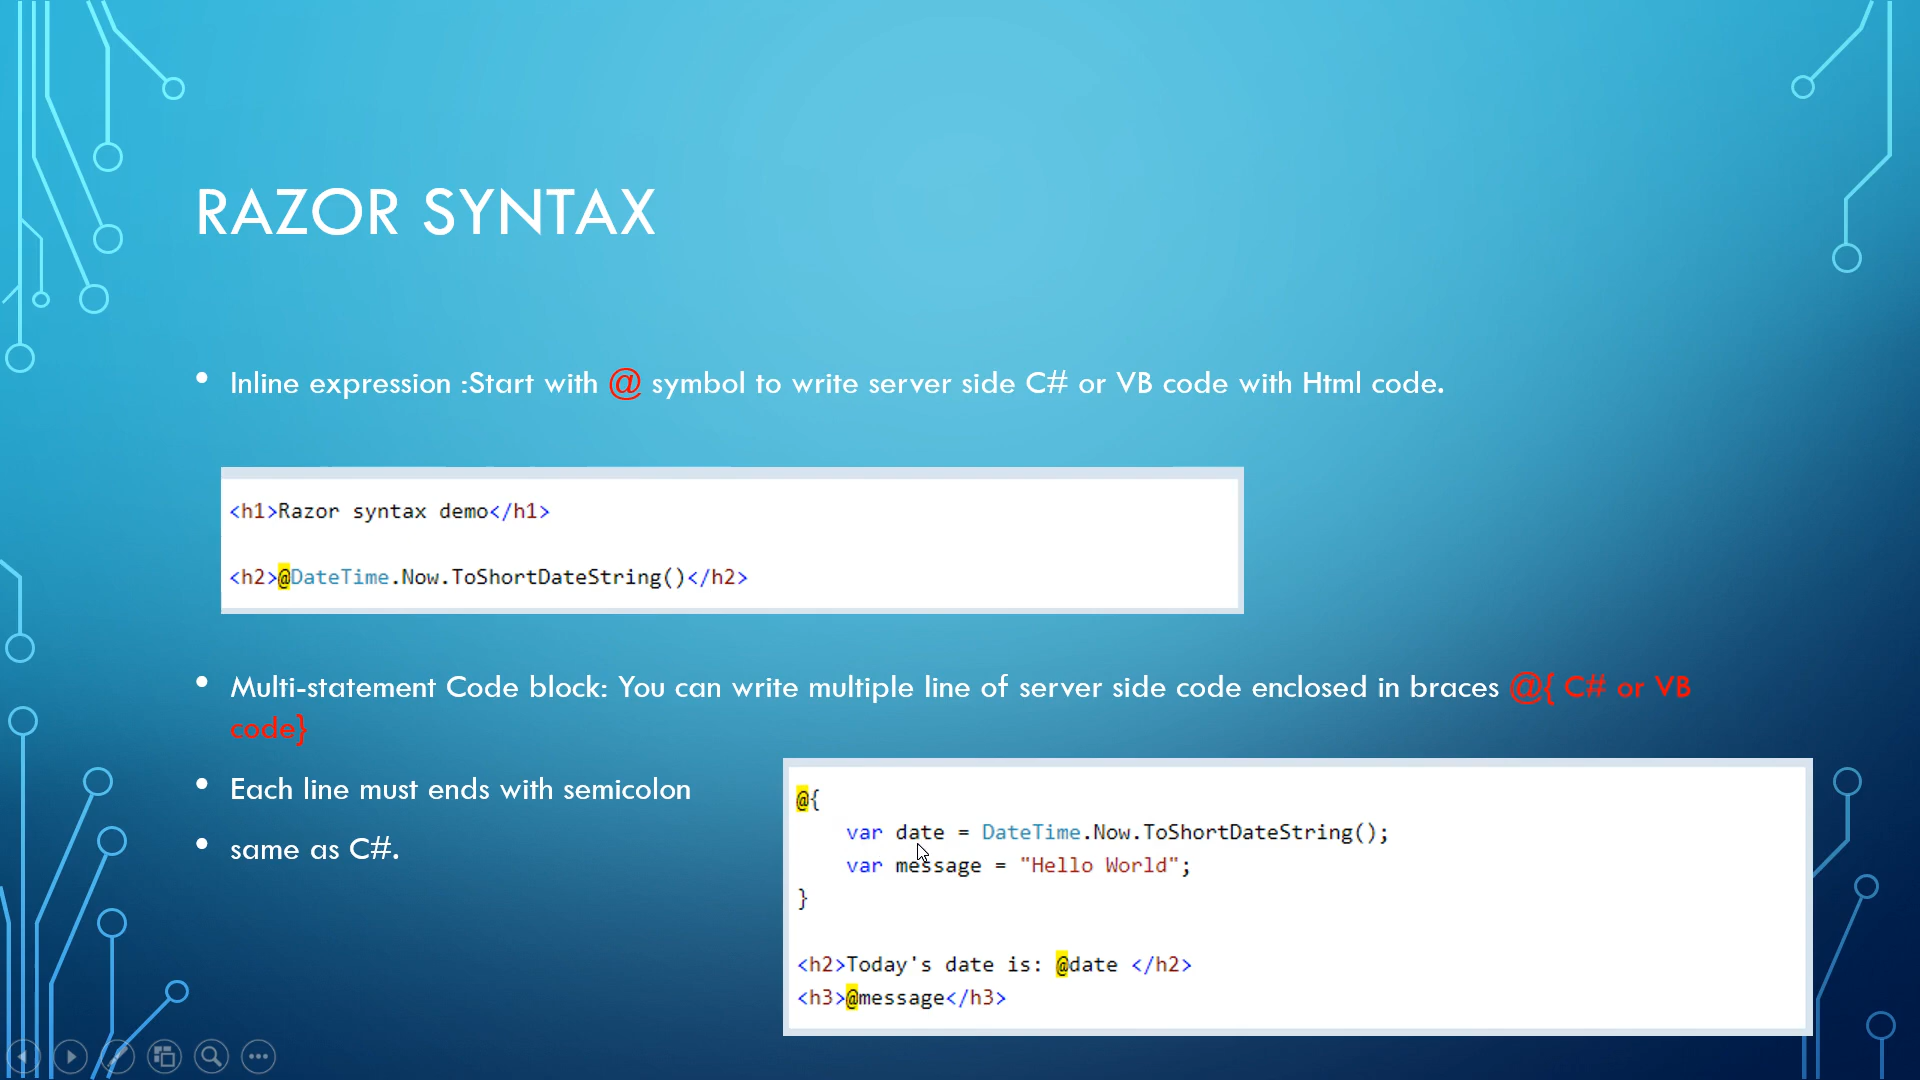 RAZOR SYNTAX
• Inline expression :Start with @ symbol to write server side C# or VB code with Html code.
<h1>Razor syntax demo</h1>
<h2>@DateTime.Now.ToShortDateString()</h2>
• Multi-statement Code block: You can write multiple line of server side code enclosed in braces @{ C# or VB
code}
• Each line must ends with semicolon
• same as C#.
@{
    var date = DateTime.Now.ToShortDateString();
    var message = "Hello World";
}
<h2>Today's date is: @date </h2>
<h3>@message</h3>